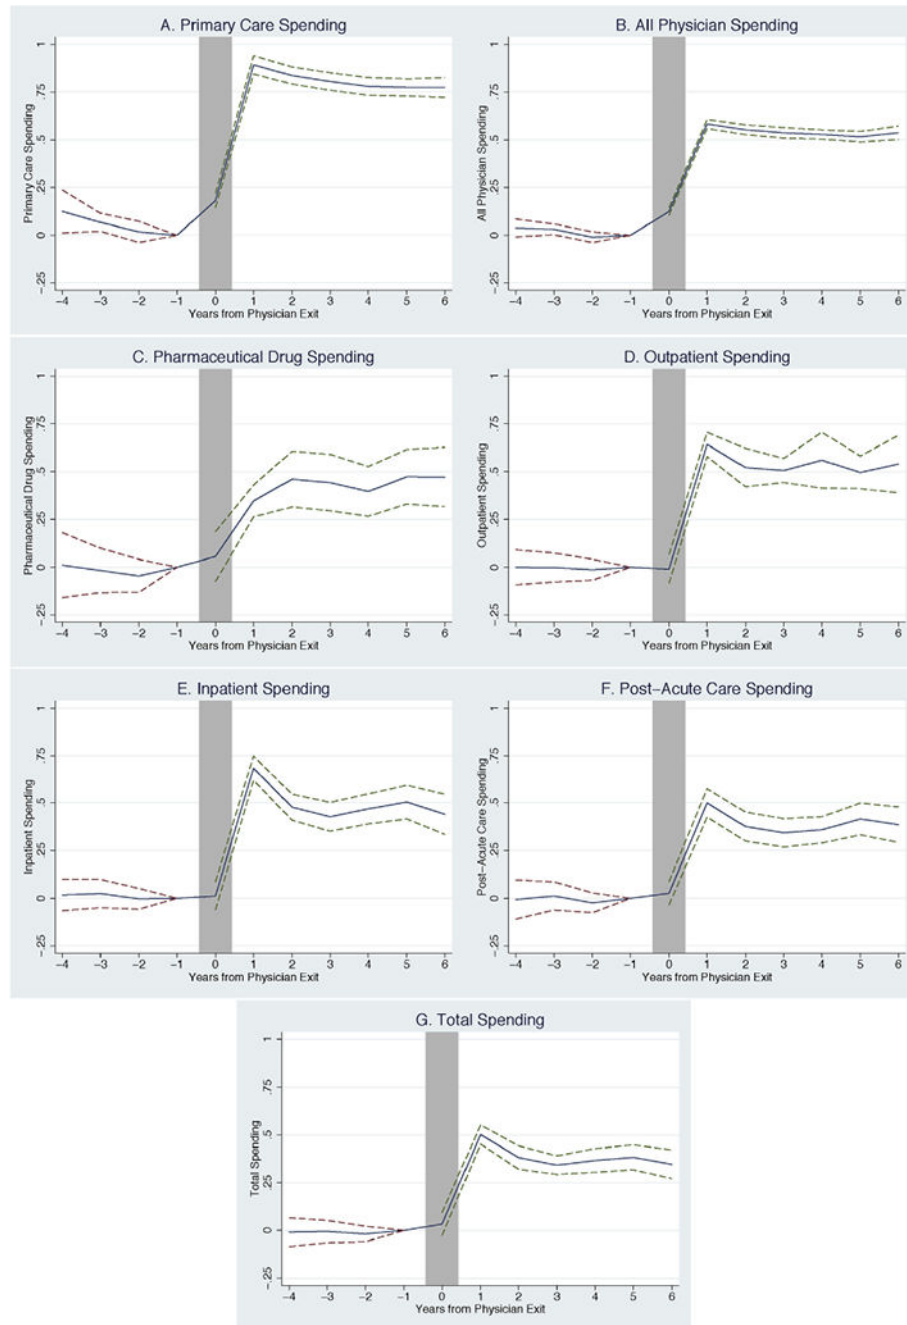 A. Primary Care Spending
Primary Care Spending
1
.75
.5
.25
0
-.25
-4 -3 -2 -1 0 1 2 3 4 5 6
Years from Physician Exit
B. All Physician Spending
All Physician Spending
1
.75
.5
.25
0
-.25
-4 -3 -2 -1 0 1 2 3 4 5 6
Years from Physician Exit
C. Pharmaceutical Drug Spending
Pharmaceutical Drug Spending
1
.75
.5
.25
0
-.25
-4 -3 -2 -1 0 1 2 3 4 5 6
Years from Physician Exit
D. Outpatient Spending
Outpatient Spending
1
.75
.5
.25
0
-.25
-4 -3 -2 -1 0 1 2 3 4 5 6
Years from Physician Exit
E. Inpatient Spending
Inpatient Spending
1
.75
.5
.25
0
-.25
-4 -3 -2 -1 0 1 2 3 4 5 6
Years from Physician Exit
F. Post-Acute Care Spending
Post-Acute Care Spending
1
.75
.5
.25
0
-.25
-4 -3 -2 -1 0 1 2 3 4 5 6
Years from Physician Exit
G. Total Spending
Total Spending
1
.75
.5
.25
0
-.25
-4 -3 -2 -1 0 1 2 3 4 5 6
Years from Physician Exit